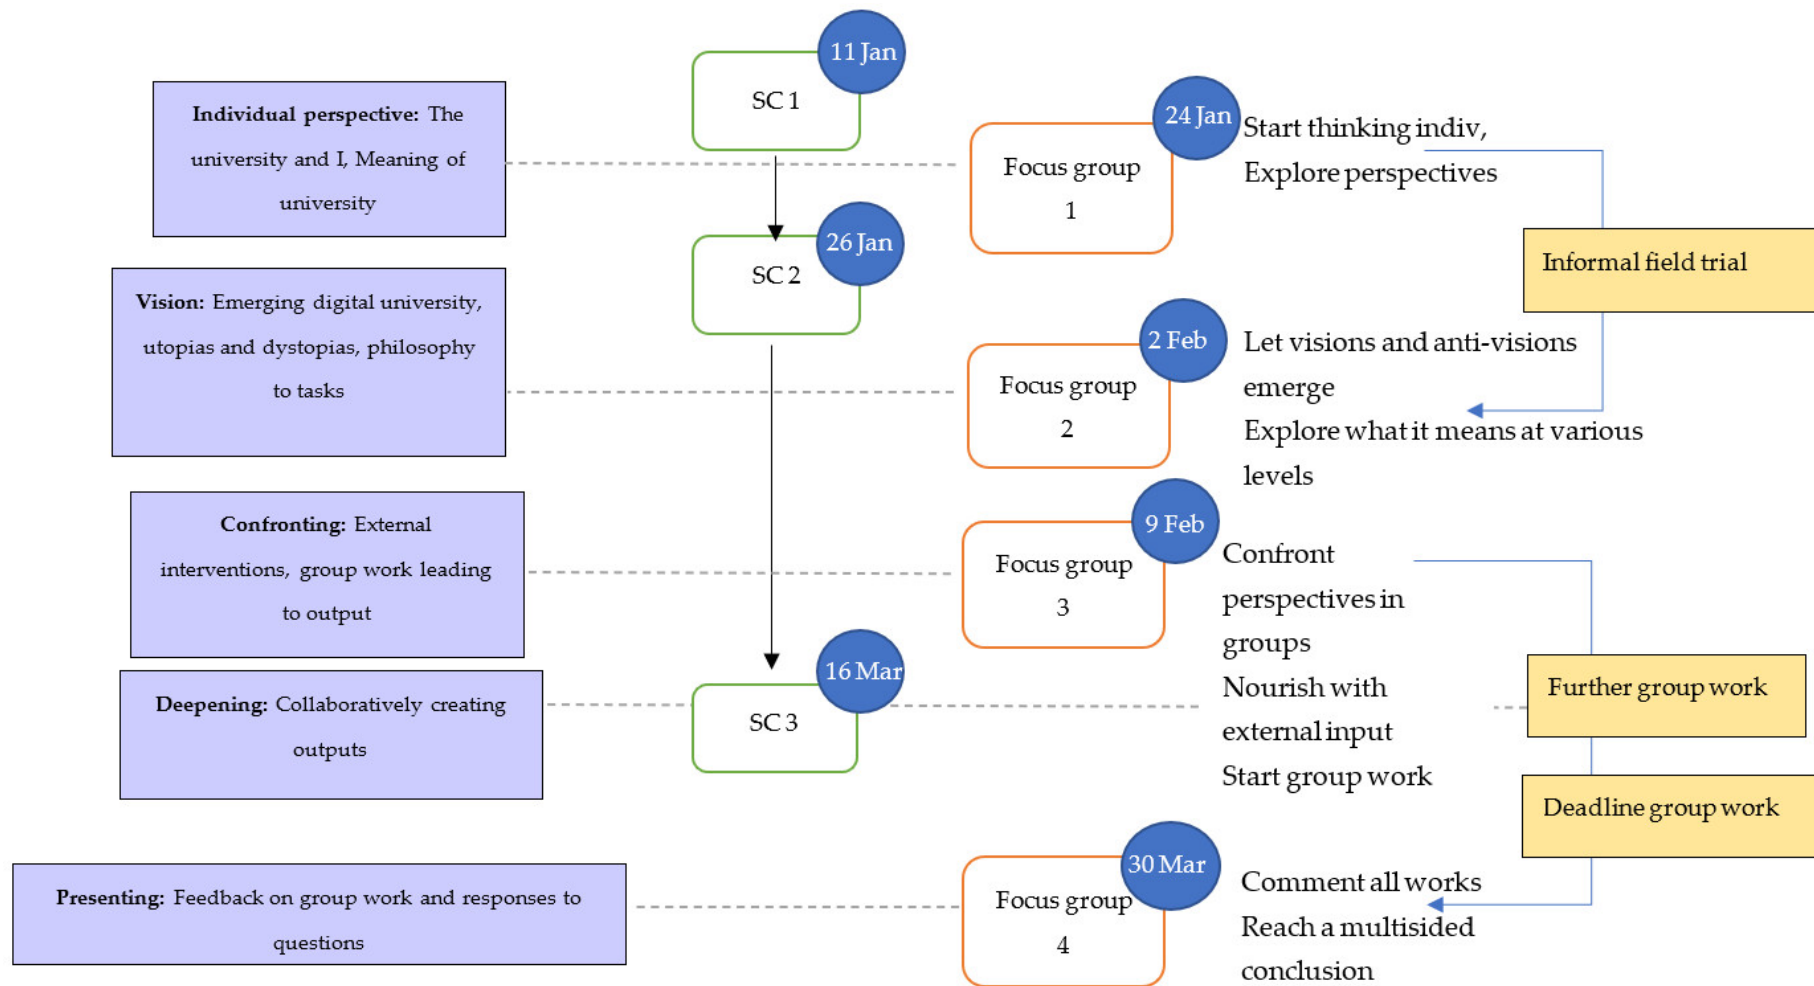 11 Jan
SC 1
Individual perspective: The
university and I, Meaning of
university
24 Jan
Focus group
1
Start thinking indiv,
Explore perspectives
26 Jan
SC 2
Informal field trial
Vision: Emerging digital university,
utopias and dystopias, philosophy
to tasks
2 Feb
Focus group
2
Let visions and anti-visions
emerge
Explore what it means at various
levels
Confronting: External
interventions, group work leading
to output
9 Feb
Focus group
3
Confront
perspectives in
groups
Nourish with
external input
Start group work
Deepening: Collaboratively creating
outputs
16 Mar
SC 3
Further group work
Deadline group work
Presenting: Feedback on group work and responses to
questions
30 Mar
Focus group
4
Comment all works
Reach a multisided
conclusion